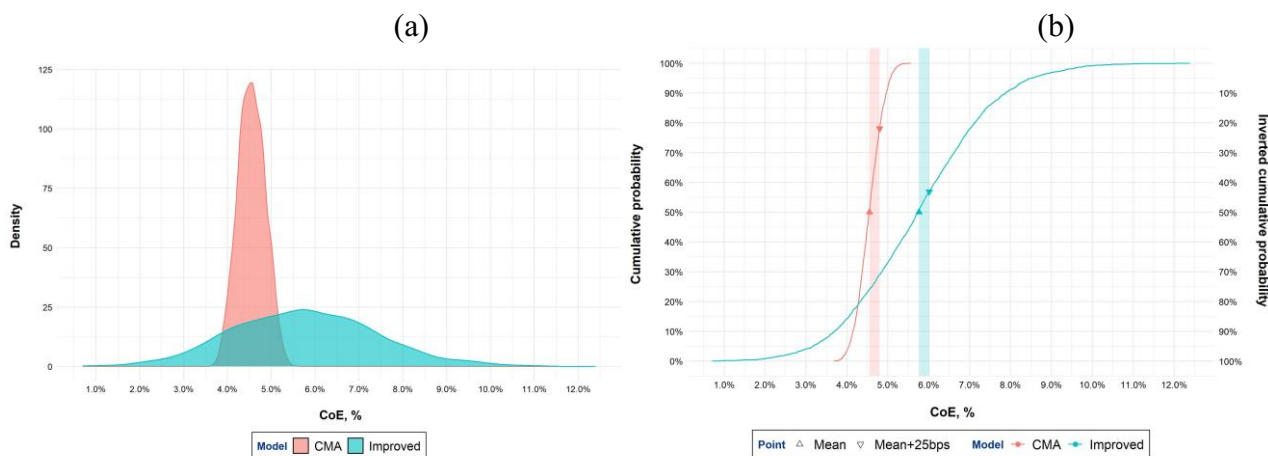 (a)
(b)
125
100
75
50
25
0
Density
1.0% 2.0% 3.0% 4.0% 5.0% 6.0% 7.0% 8.0% 9.0% 10.0% 11.0% 12.0%
CoE, %
Model CMA Improved
100%
90%
80%
70%
60%
50%
40%
30%
20%
10%
0%
Cumulative probability
10%
20%
30%
40%
50%
60%
70%
80%
90%
100%
Inverted cumulative probability
1.0% 2.0% 3.0% 4.0% 5.0% 6.0% 7.0% 8.0% 9.0% 10.0% 11.0% 12.0%
CoE, %
Point Mean Mean+25bps Model CMA Improved